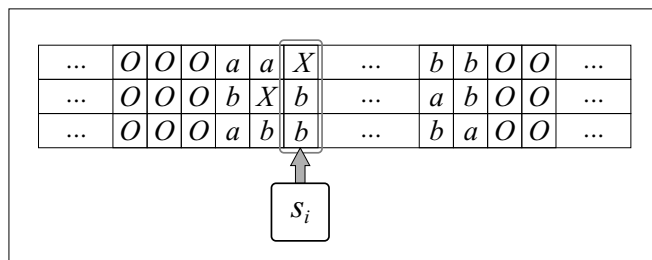 ... O O O a a X ... b b O O ...
... O O O b X b ... a b O O ...
... O O O a b b ... b a O O ...
s_i